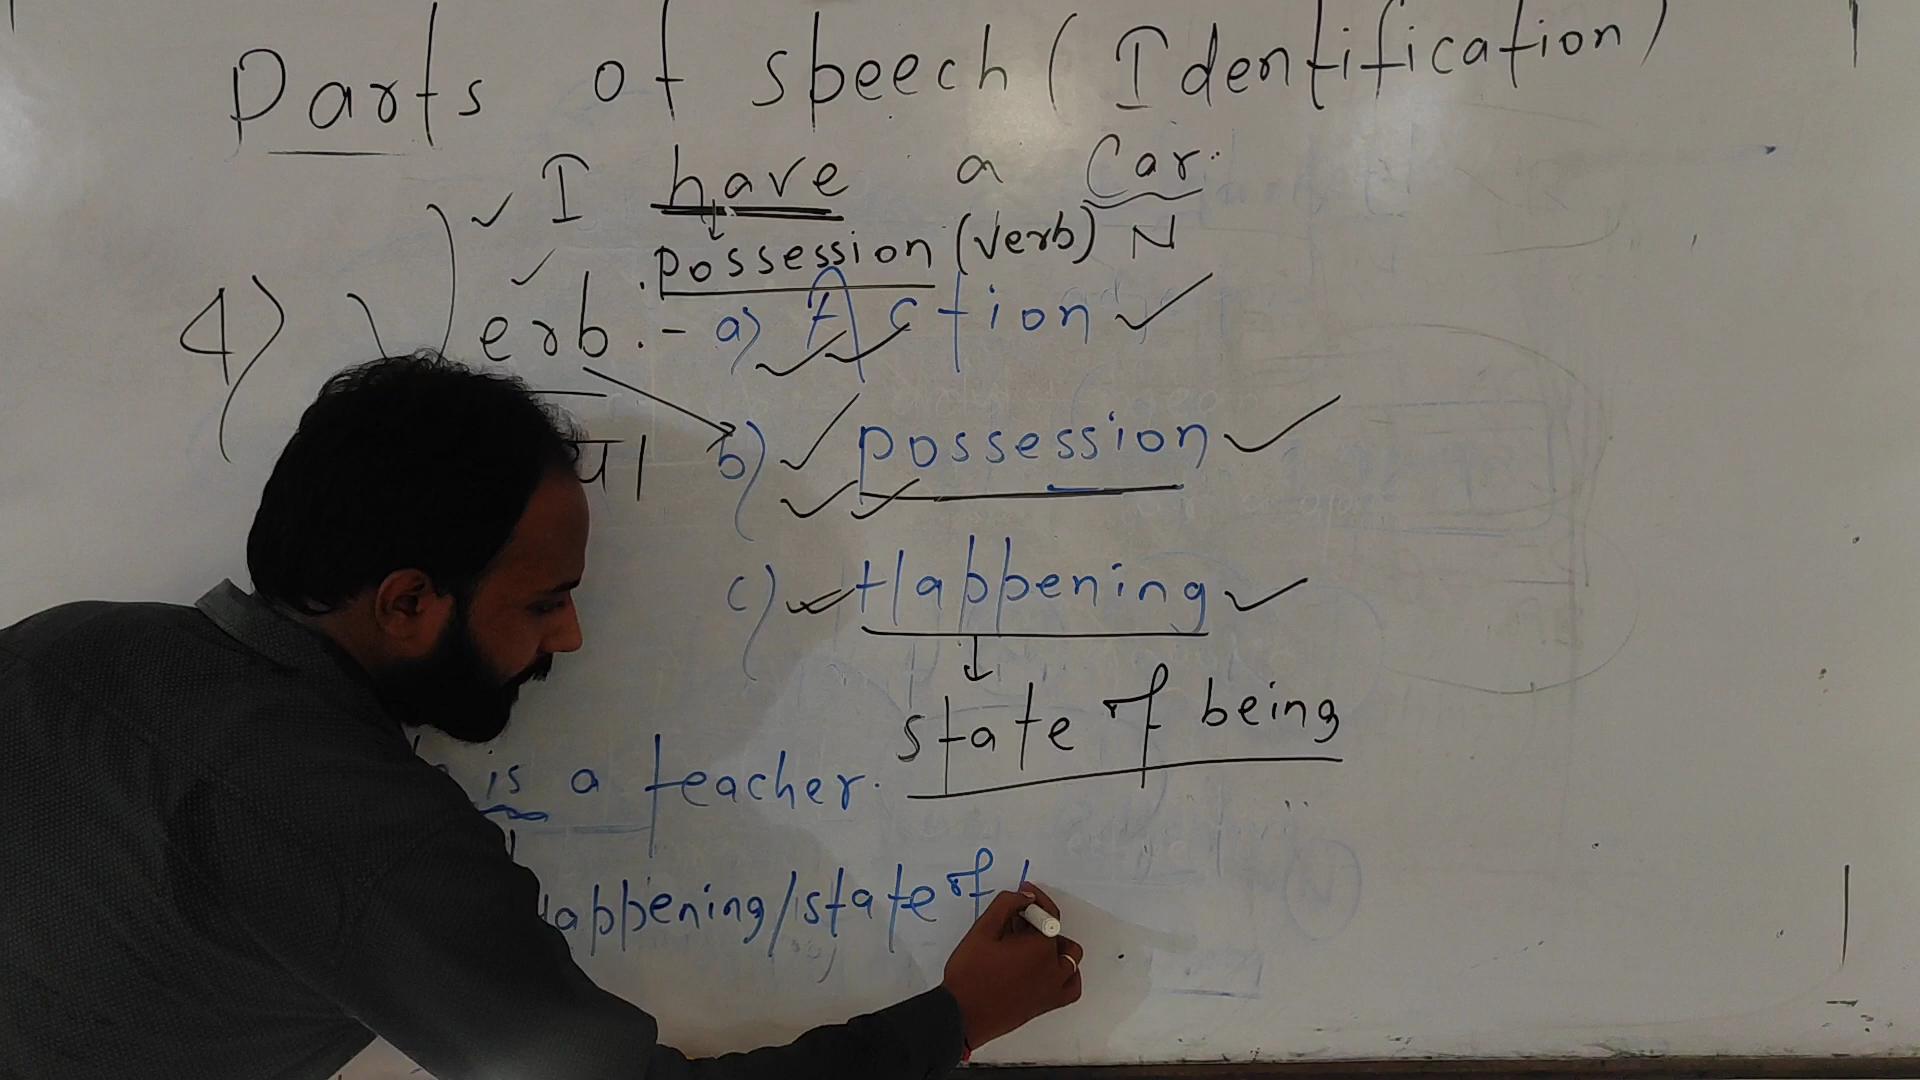 Parts of speech (Identification)
I have a Car.
↓
Possession (verb) N
4) Verb :- a) Action
b) possession
c) Happening
↓
state of being
is a teacher.
Happening/state of